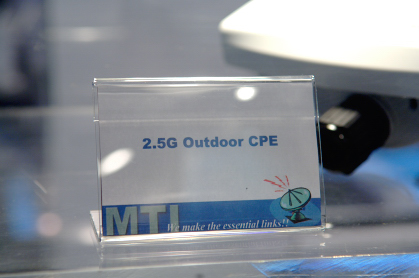 2.5G Outdoor CPE
MTI We make the essential links!!